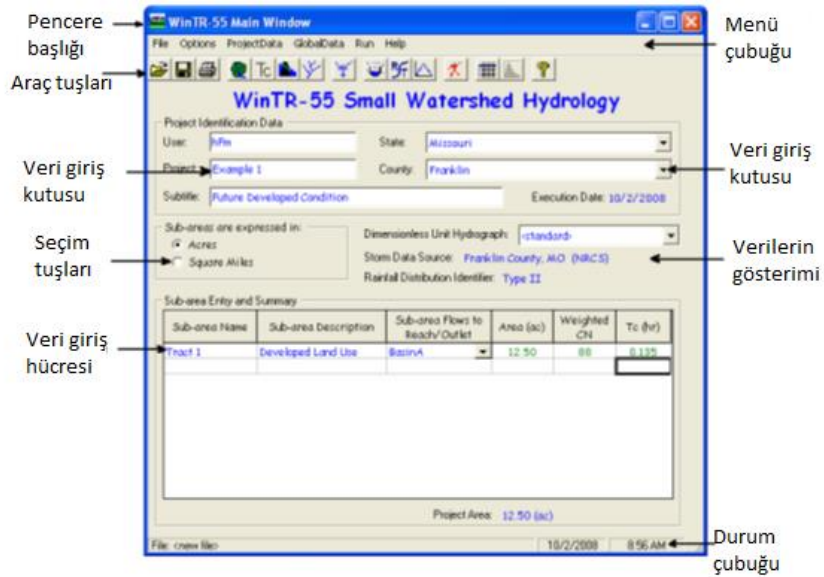 Pencere
başlığı
WinTR-55 Main Window
Menü
çubuğu
File Options ProjectData GlobalData Run Help
Araç tuşları
Tc
WinTR-55 Small Watershed Hydrology
Project Identification Data
User: hFm State: Missouri
Project: Example 1 County: Franklin
Veri giriş
kutusu
Veri giriş
kutusu
Subtitle: Future Developed Condition Execution Date: 10/2/2008
Sub-areas are expressed in:
Acres
Square Miles
Seçim
tuşları
Dimensionless Unit Hydrograph: <standard>
Storm Data Source: Franklin County, MO (NRCS)
Rainfall Distribution Identifier: Type II
Verilerin
gösterimi
Sub-area Entry and Summary
Sub-area Name Sub-area Description Sub-area Flows to Reach/Outlet Area (ac) Weighted CN Tc (hr)
Veri giriş
hücresi
Tract 1 Developed Land Use BasinA 12.50 88 0.135
Project Area: 12.50 (ac)
File: <new file> 10/2/2008 8:56 AM
Durum
çubuğu